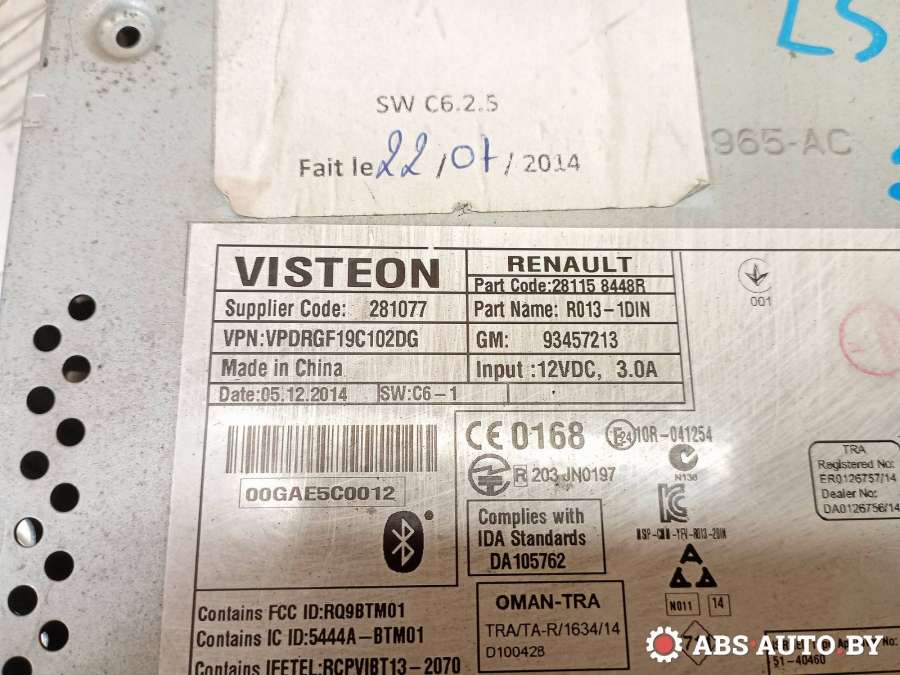 LS
SW C6.2.5
Fait le 22/07/2014
965-AC
VISTEON
RENAULT
Part Code:28115 8448R
Supplier Code: 281077
Part Name: R013-1DIN
VPN:VPDRGF19C102DG
GM: 93457213
Made in China
Input :12VDC, 3.0A
Date:05.12.2014
SW:C6-1
001
00GAE5C0012
CE 0168
E24 10R-041254
N136
R 203 JN0197
Complies with
IDA Standards
DA105762
TRA
Registered No:
ER0126757/14
Dealer No:
DA0126756/14
N011
14
Contains FCC ID:RQ9BTM01
Contains IC ID:5444A-BTM01
Contains IFETEL:RCPVIBT13-2070
OMAN-TRA
TRA/TA-R/1634/14
D100428
51-40460
ABS-AUTO.BY